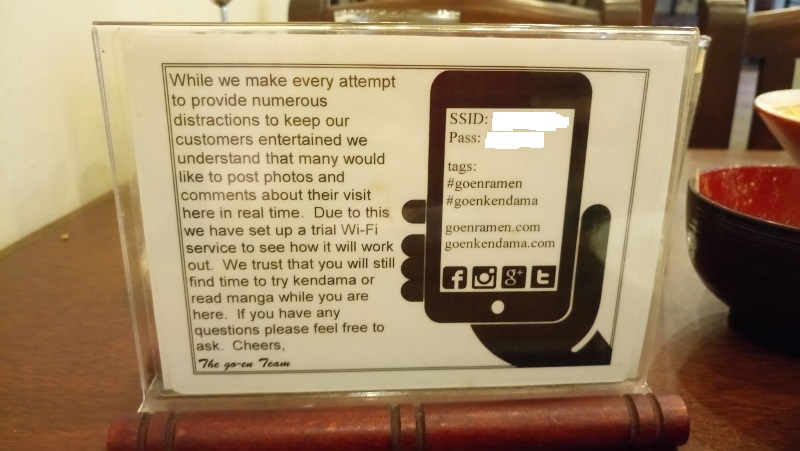 While we make every attempt
to provide numerous
distractions to keep our
customers entertained we
understand that many would
like to post photos and
comments about their visit
here in real time. Due to this
we have set up a trial Wi-Fi
service to see how it will work
out. We trust that you will still
find time to try kendama or
read manga while you are
here. If you have any
questions please feel free to
ask. Cheers,
The go-en Team
SSID:
Pass:
tags:
#goenramen
#goenkendama
goenramen.com
goenkendama.com
f g+ t